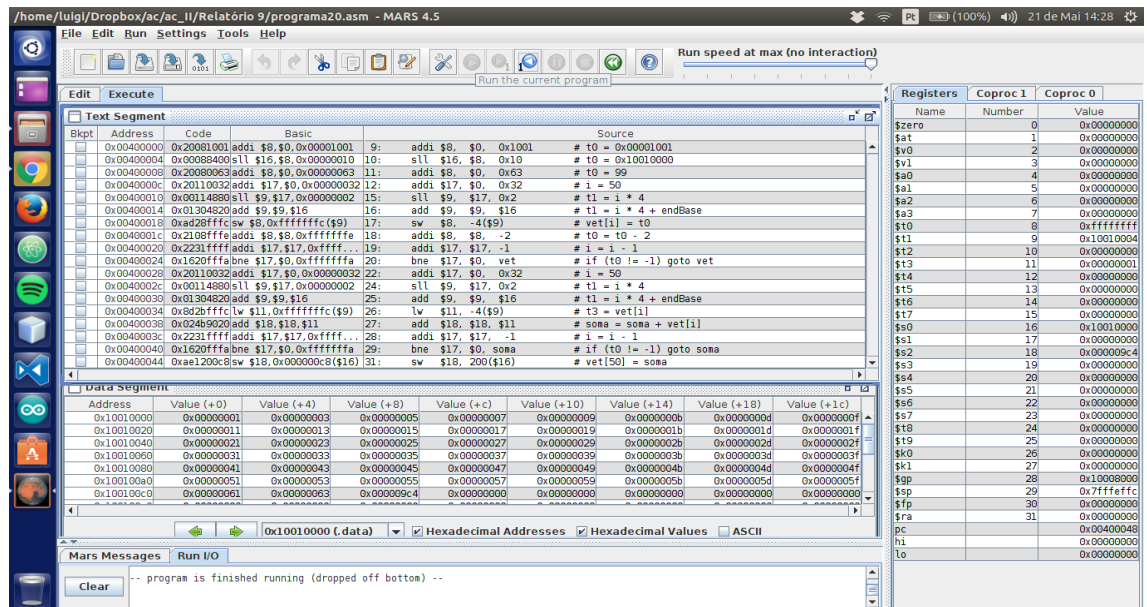 /home/luigi/Dropbox/ac/ac_II/Relatório 9/programa20.asm - MARS 4.5
Pt (100%) 21 de Mai 14:28
File Edit Run Settings Tools Help
Run speed at max (no interaction)
Run the current program
Edit Execute
Text Segment
Bkpt Address Code Basic Source
0x00400000 0x20081001 addi $8,$0,0x00001001 9: addi $8, $0, 0x1001 # t0 = 0x00001001
0x00400004 0x00088400 sll $16,$8,0x00000010 10: sll $16, $8, 0x10 # t0 = 0x10010000
0x00400008 0x20080063 addi $8,$0,0x00000063 11: addi $8, $0, 0x63 # t0 = 99
0x0040000c 0x20110032 addi $17,$0,0x00000032 12: addi $17, $0, 0x32 # i = 50
0x00400010 0x00114880 sll $9,$17,0x00000002 15: sll $9, $17, 0x2 # t1 = i * 4
0x00400014 0x01304820 add $9,$9,$16 16: add $9, $9, $16 # t1 = i * 4 + endBase
0x00400018 0xad28fffc sw $8,0xfffffffc($9) 17: sw $8, -4($9) # vet[i] = t0
0x0040001c 0x2108fffe addi $8,$8,0xfffffffe 18: addi $8, $8, -2 # t0 = t0 - 2
0x00400020 0x2231ffff addi $17,$17,0xffff... 19: addi $17, $17, -1 # i = i - 1
0x00400024 0x1620fffa bne $17,$0,0xfffffffa 20: bne $17, $0, vet # if (t0 != -1) goto vet
0x00400028 0x20110032 addi $17,$0,0x00000032 22: addi $17, $0, 0x32 # i = 50
0x0040002c 0x00114880 sll $9,$17,0x00000002 24: sll $9, $17, 0x2 # t1 = i * 4
0x00400030 0x01304820 add $9,$9,$16 25: add $9, $9, $16 # t1 = i * 4 + endBase
0x00400034 0x8d2bfffc lw $11,0xfffffffc($9) 26: lw $11, -4($9) # t3 = vet[i]
0x00400038 0x024b9020 add $18,$18,$11 27: add $18, $18, $11 # soma = soma + vet[i]
0x0040003c 0x2231ffff addi $17,$17,0xffff... 28: addi $17, $17, -1 # i = i - 1
0x00400040 0x1620fffa bne $17,$0,0xfffffffa 29: bne $17, $0, soma # if (t0 != -1) goto soma
0x00400044 0xae1200c8 sw $18,0x000000c8($16) 31: sw $18, 200($16) # vet[50] = soma
Data Segment
Address Value (+0) Value (+4) Value (+8) Value (+c) Value (+10) Value (+14) Value (+18) Value (+1c)
0x10010000 0x00000001 0x00000003 0x00000005 0x00000007 0x00000009 0x0000000b 0x0000000d 0x0000000f
0x10010020 0x00000011 0x00000013 0x00000015 0x00000017 0x00000019 0x0000001b 0x0000001d 0x0000001f
0x10010040 0x00000021 0x00000023 0x00000025 0x00000027 0x00000029 0x0000002b 0x0000002d 0x0000002f
0x10010060 0x00000031 0x00000033 0x00000035 0x00000037 0x00000039 0x0000003b 0x0000003d 0x0000003f
0x10010080 0x00000041 0x00000043 0x00000045 0x00000047 0x00000049 0x0000004b 0x0000004d 0x0000004f
0x100100a0 0x00000051 0x00000053 0x00000055 0x00000057 0x00000059 0x0000005b 0x0000005d 0x0000005f
0x100100c0 0x00000061 0x00000063 0x000009c4 0x00000000 0x00000000 0x00000000 0x00000000 0x00000000
0x10010000 (.data) Hexadecimal Addresses Hexadecimal Values ASCII
Mars Messages Run I/O
Clear
-- program is finished running (dropped off bottom) --
Registers Coproc 1 Coproc 0
Name Number Value
$zero 0 0x00000000
$at 1 0x00000000
$v0 2 0x00000000
$v1 3 0x00000000
$a0 4 0x00000000
$a1 5 0x00000000
$a2 6 0x00000000
$a3 7 0x00000000
$t0 8 0xffffffff
$t1 9 0x10010004
$t2 10 0x00000000
$t3 11 0x00000001
$t4 12 0x00000000
$t5 13 0x00000000
$t6 14 0x00000000
$t7 15 0x00000000
$s0 16 0x10010000
$s1 17 0x00000000
$s2 18 0x000009c4
$s3 19 0x00000000
$s4 20 0x00000000
$s5 21 0x00000000
$s6 22 0x00000000
$s7 23 0x00000000
$t8 24 0x00000000
$t9 25 0x00000000
$k0 26 0x00000000
$k1 27 0x00000000
$gp 28 0x10008000
$sp 29 0x7fffeffc
$fp 30 0x00000000
$ra 31 0x00000000
pc 0x00400048
hi 0x00000000
lo 0x00000000